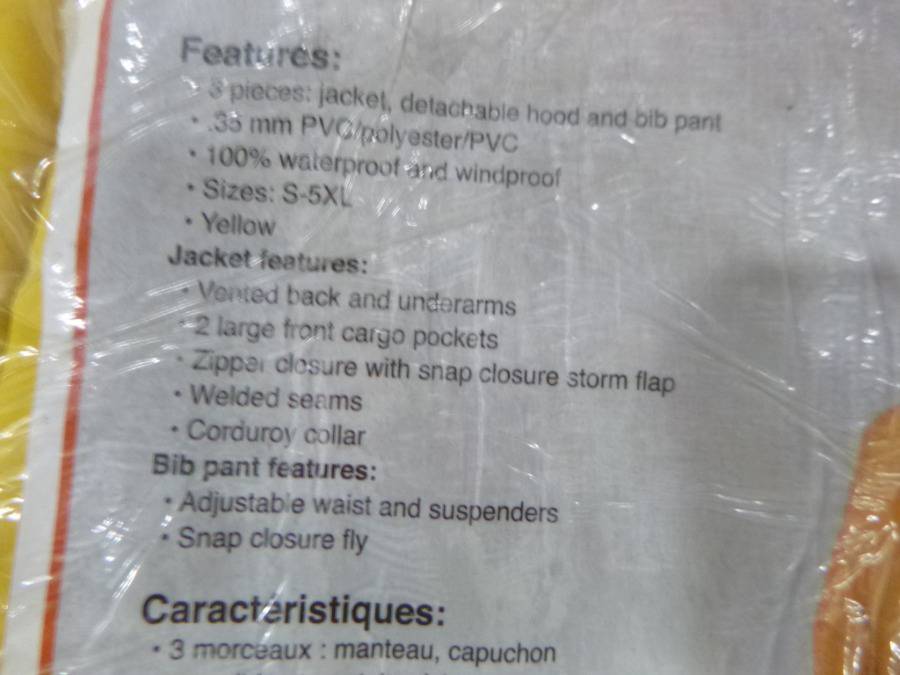 Features:
• 3 pieces: jacket, detachable hood and bib pant
• .35 mm PVC/polyester/PVC
• 100% waterproof and windproof
• Sizes: S-5XL
• Yellow
Jacket features:
• Vented back and underarms
• 2 large front cargo pockets
• Zipper closure with snap closure storm flap
• Welded seams
• Corduroy collar
Bib pant features:
• Adjustable waist and suspenders
• Snap closure fly
Caractéristiques:
• 3 morceaux : manteau, capuchon